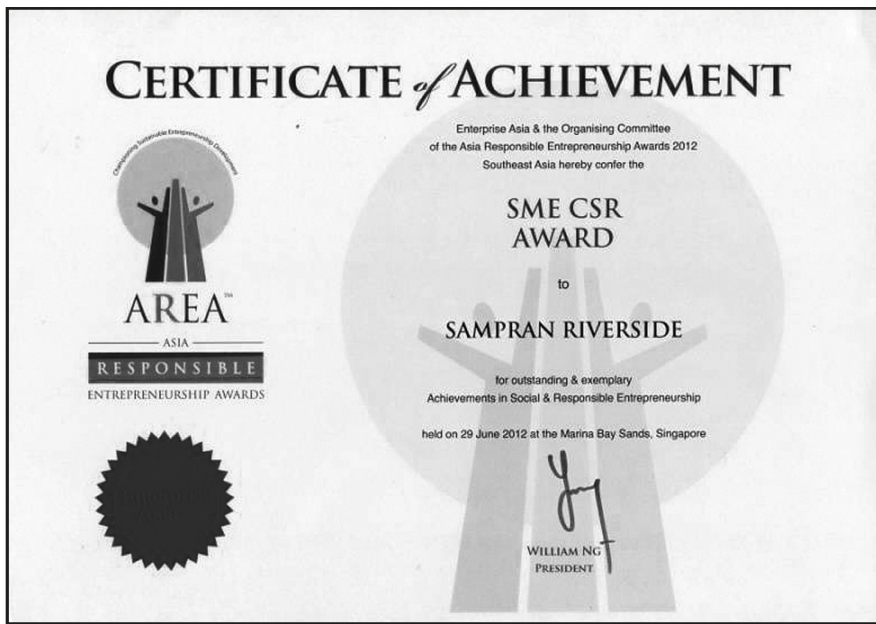 CERTIFICATE of ACHIEVEMENT
Championing Sustainable Entrepreneurship Development
AREA™
ASIA
RESPONSIBLE
ENTREPRENEURSHIP AWARDS
Enterprise Asia & the Organising Committee
of the Asia Responsible Entrepreneurship Awards 2012
Southeast Asia hereby confer the
SME CSR
AWARD
to
SAMPRAN RIVERSIDE
for outstanding & exemplary
Achievements in Social & Responsible Entrepreneurship
held on 29 June 2012 at the Marina Bay Sands, Singapore
WILLIAM NG
PRESIDENT